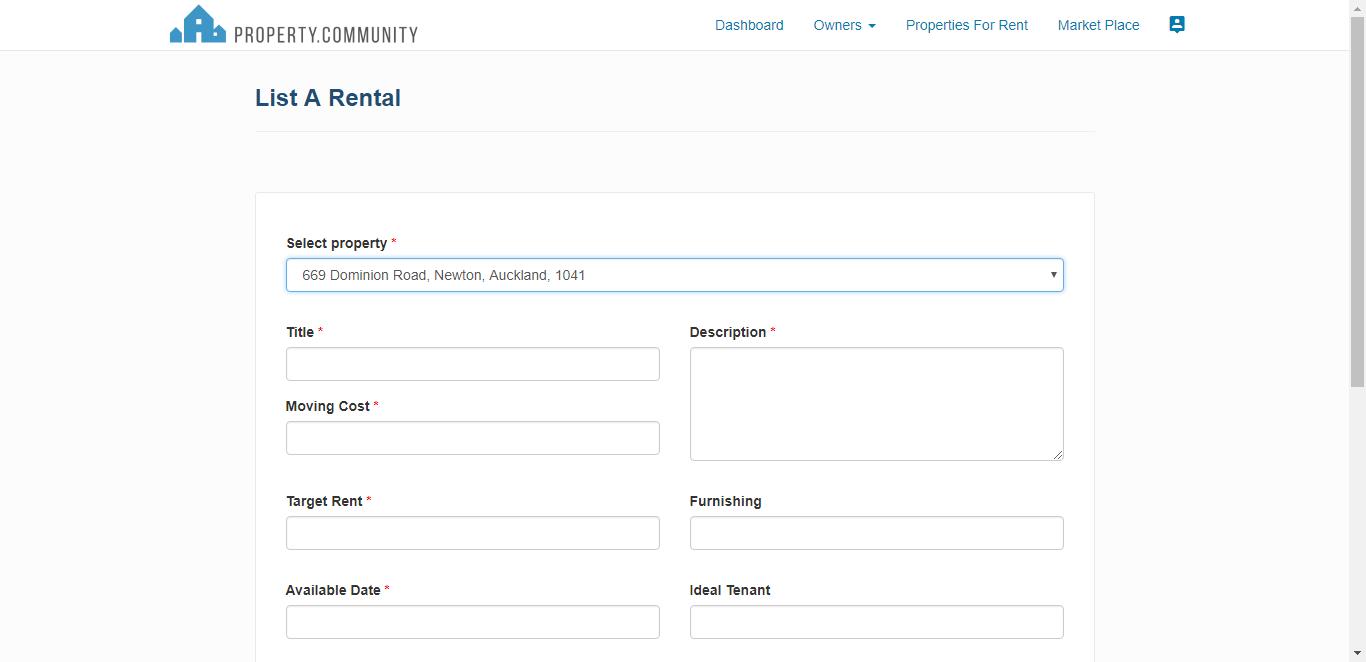 PROPERTY.COMMUNITY
Dashboard Owners Properties For Rent Market Place
List A Rental
Select property *
669 Dominion Road, Newton, Auckland, 1041
Title * Description *
Moving Cost *
Target Rent * Furnishing
Available Date * Ideal Tenant